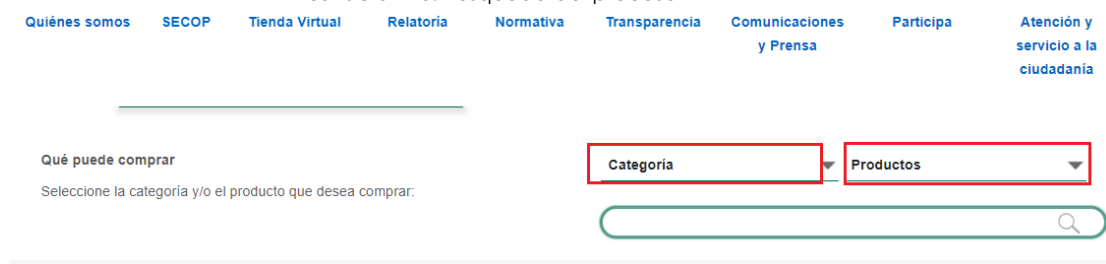 Quiénes somos SECOP Tienda Virtual Relatoría Normativa Transparencia Comunicaciones y Prensa Participa Atención y servicio a la ciudadanía
Qué puede comprar
Seleccione la categoría y/o el producto que desea comprar:
Categoría
Productos